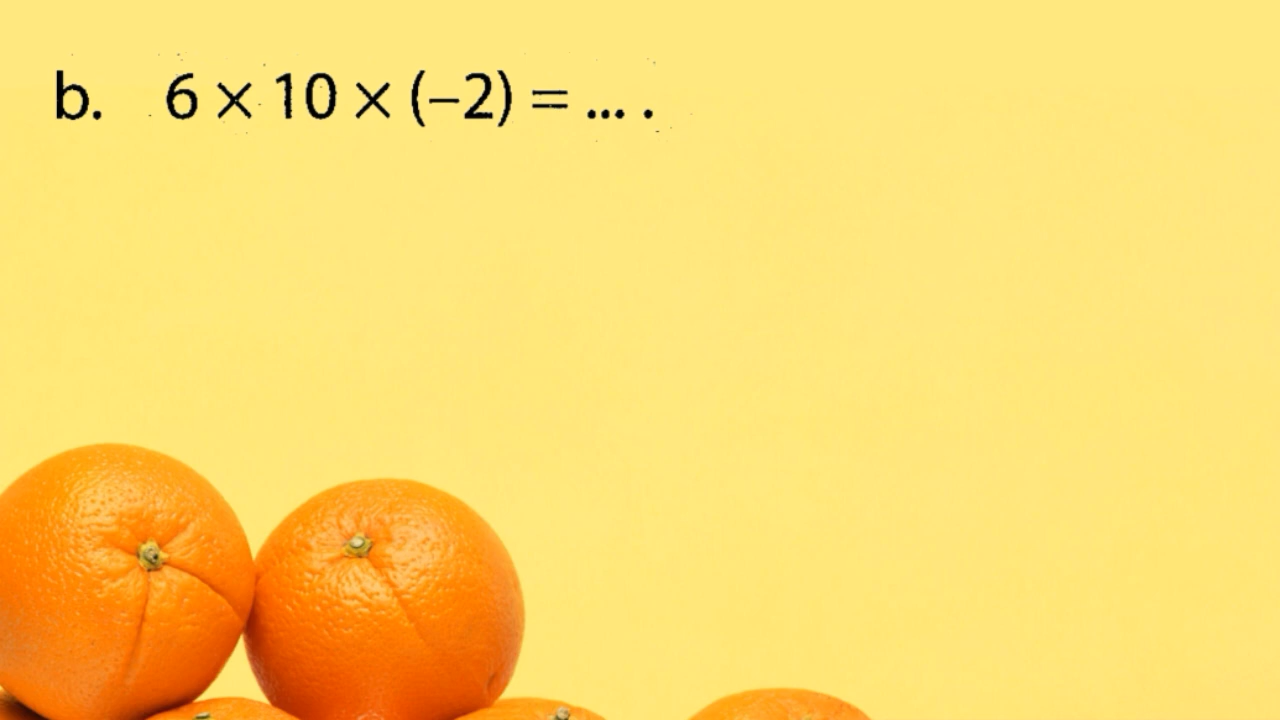 b. 6 × 10 × (–2) = ... .